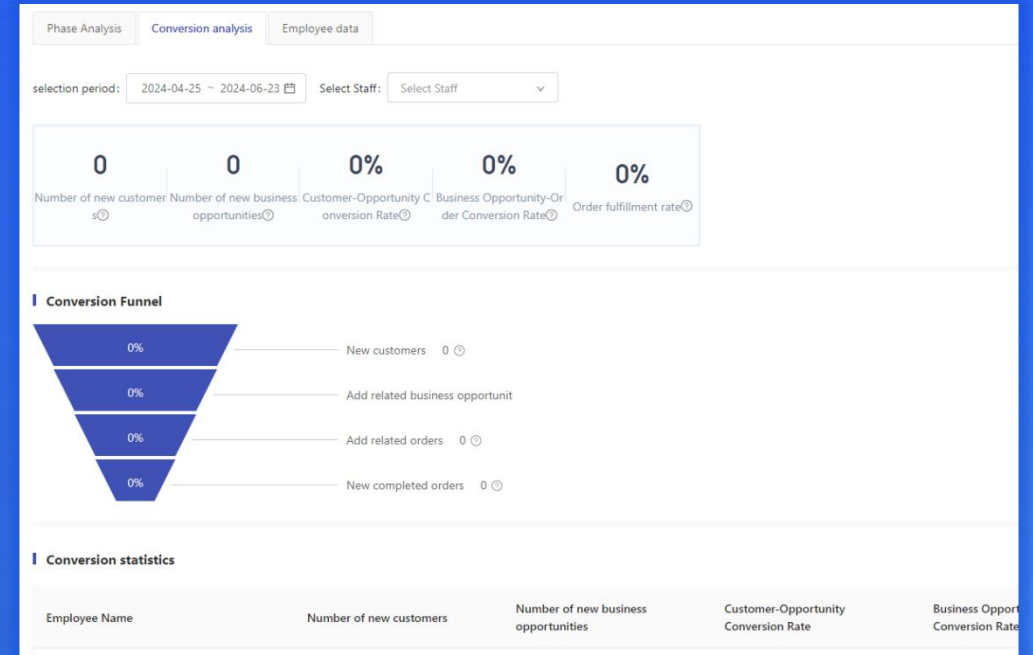 Phase Analysis Conversion analysis Employee data
selection period: 2024-04-25 ~ 2024-06-23 Select Staff: Select Staff
0 0 0% 0% 0%
Number of new customer Number of new business Customer-Opportunity C Business Opportunity-Or Order fulfillment rate?
s? opportunities? onversion Rate? der Conversion Rate?
Conversion Funnel
0% New customers 0 ?
0% Add related business opportunit
0% Add related orders 0 ?
0% New completed orders 0 ?
Conversion statistics
Employee Name Number of new customers Number of new business Customer-Opportunity Business Opport
opportunities Conversion Rate Conversion Rate